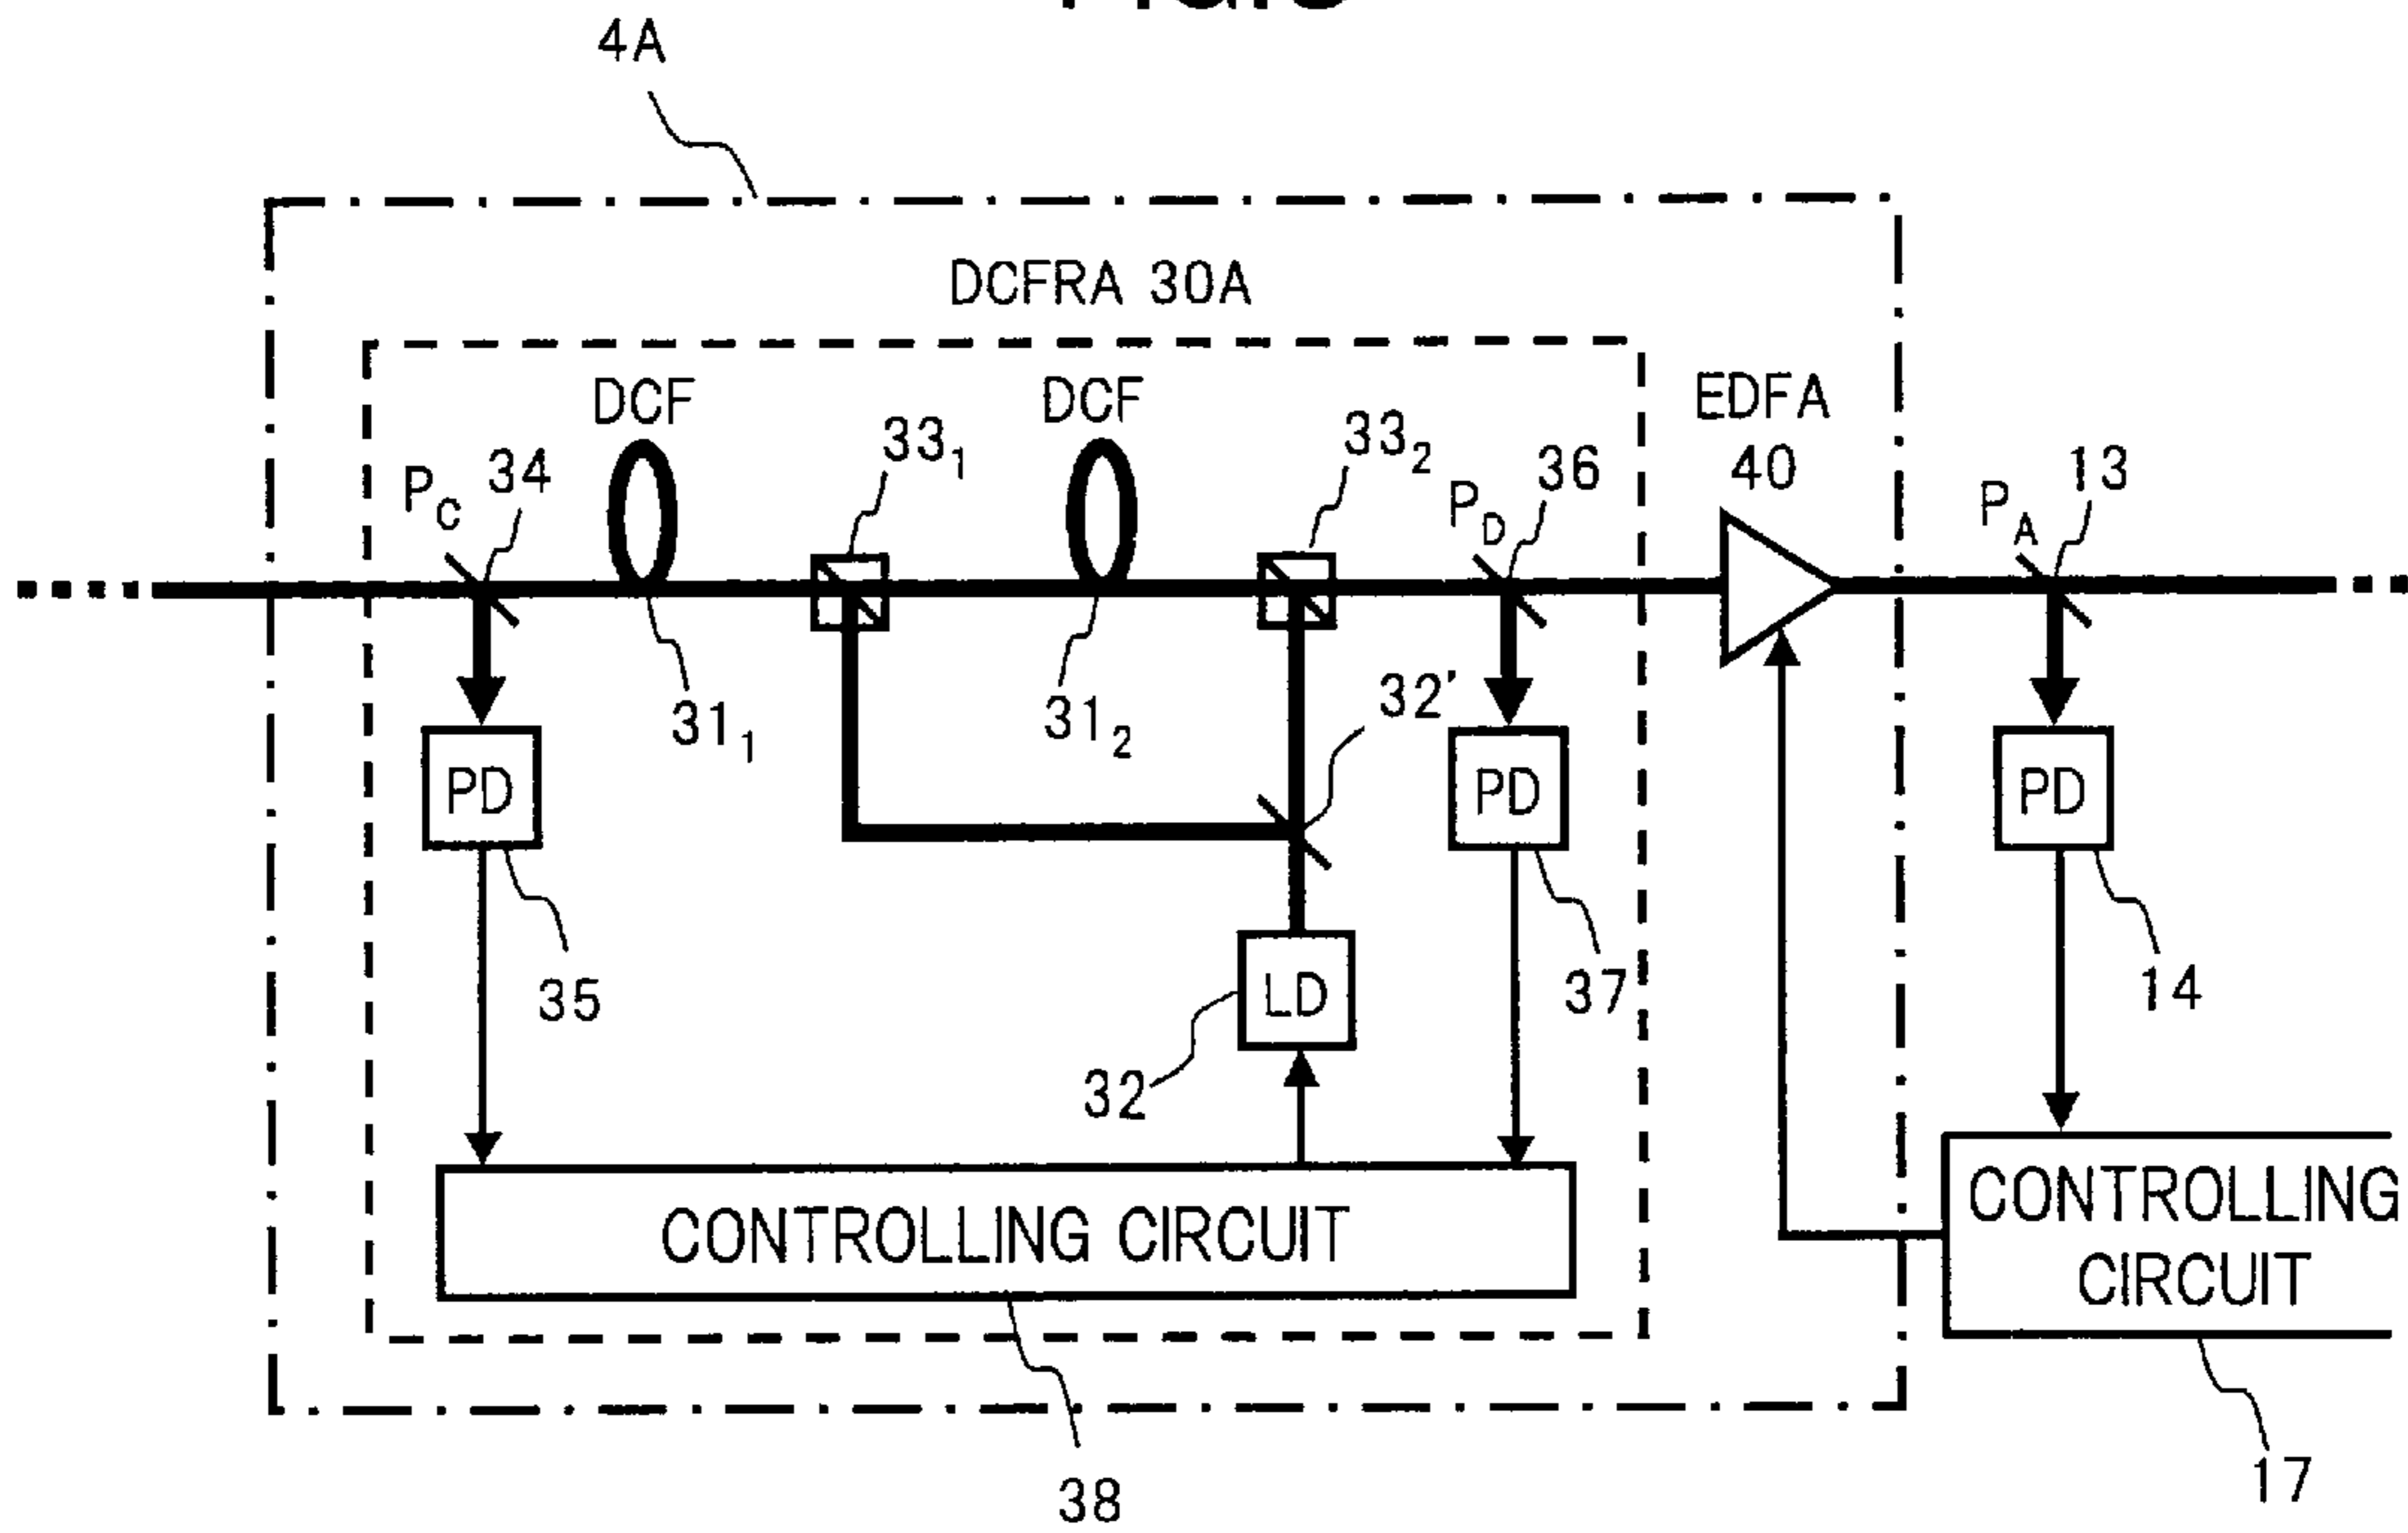 4A
DCFRA 30A
DCF
DCF
EDFA
40
P_C
34
33_1
33_2
P_D
36
P_A
13
31_1
31_2
32'
PD
PD
PD
35
LD
37
14
32
CONTROLLING CIRCUIT
CONTROLLING
CIRCUIT
38
17